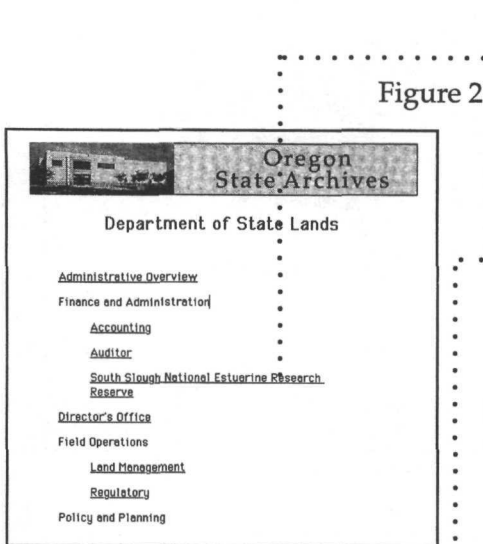 Figure 2
Oregon
State Archives
Department of State Lands
Administrative Overview
Finance and Administration
Accounting
Auditor
South Slough National Estuarine Research
Reserve
Director's Office
Field Operations
Land Management
Regulatory
Policy and Planning